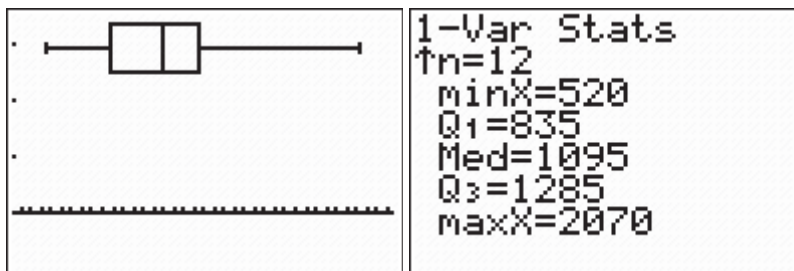 1-Var Stats
↑n=12
minX=520
Q₁=835
Med=1095
Q₃=1285
maxX=2070